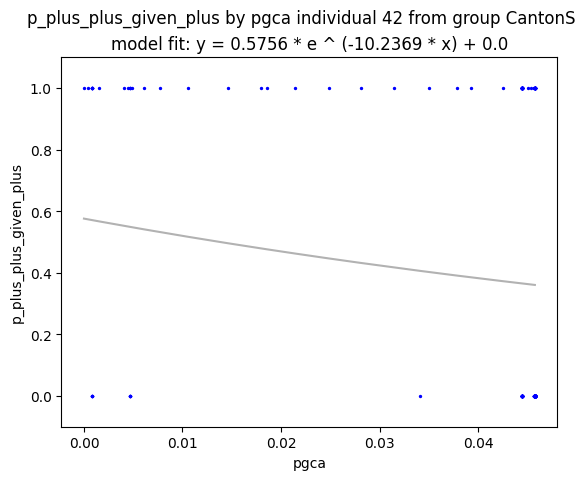 p_plus_plus_given_plus by pgca individual 42 from group CantonS
model fit: y = 0.5756 * e ^ (-10.2369 * x) + 0.0
p_plus_plus_given_plus
1.0
0.8
0.6
0.4
0.2
0.0
0.00 0.01 0.02 0.03 0.04
pgca